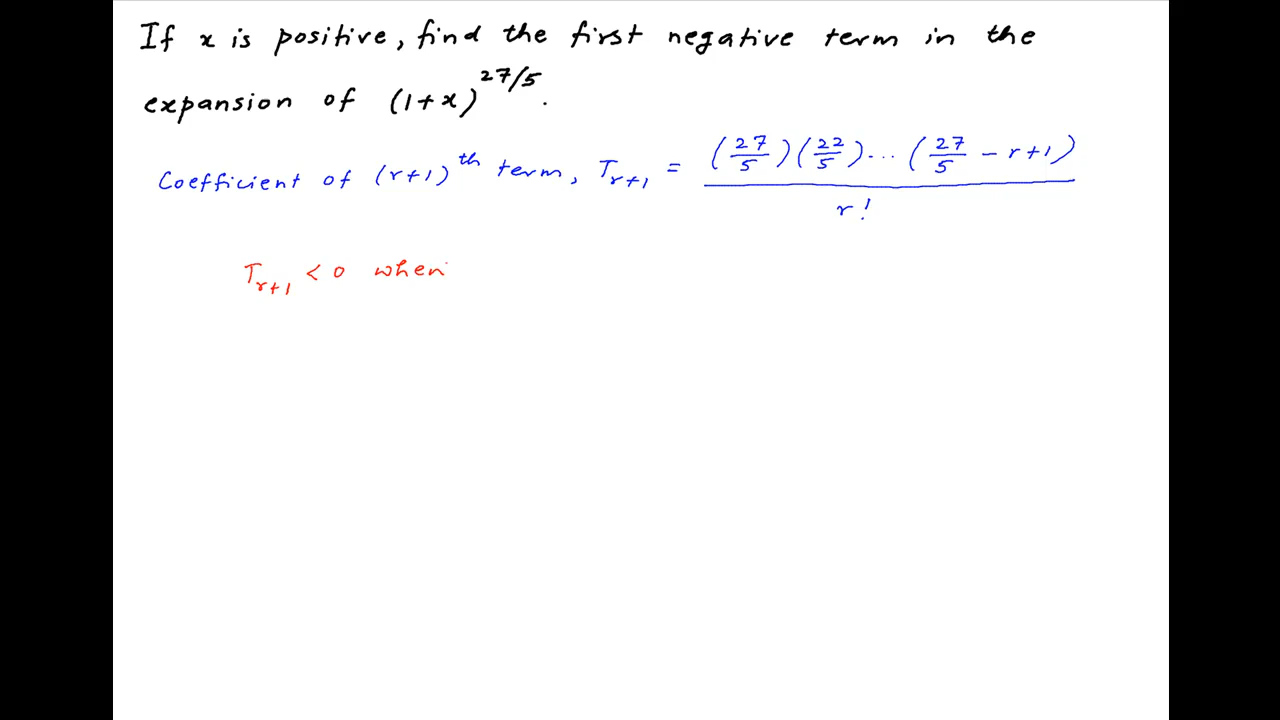 If x is positive, find the first negative term in the
expansion of (1+x)^27/5.
Coefficient of (r+1)^th term, T_r+1 = (27/5)(22/5)...(27/5 - r+1) / r!
T_r+1 < 0 when